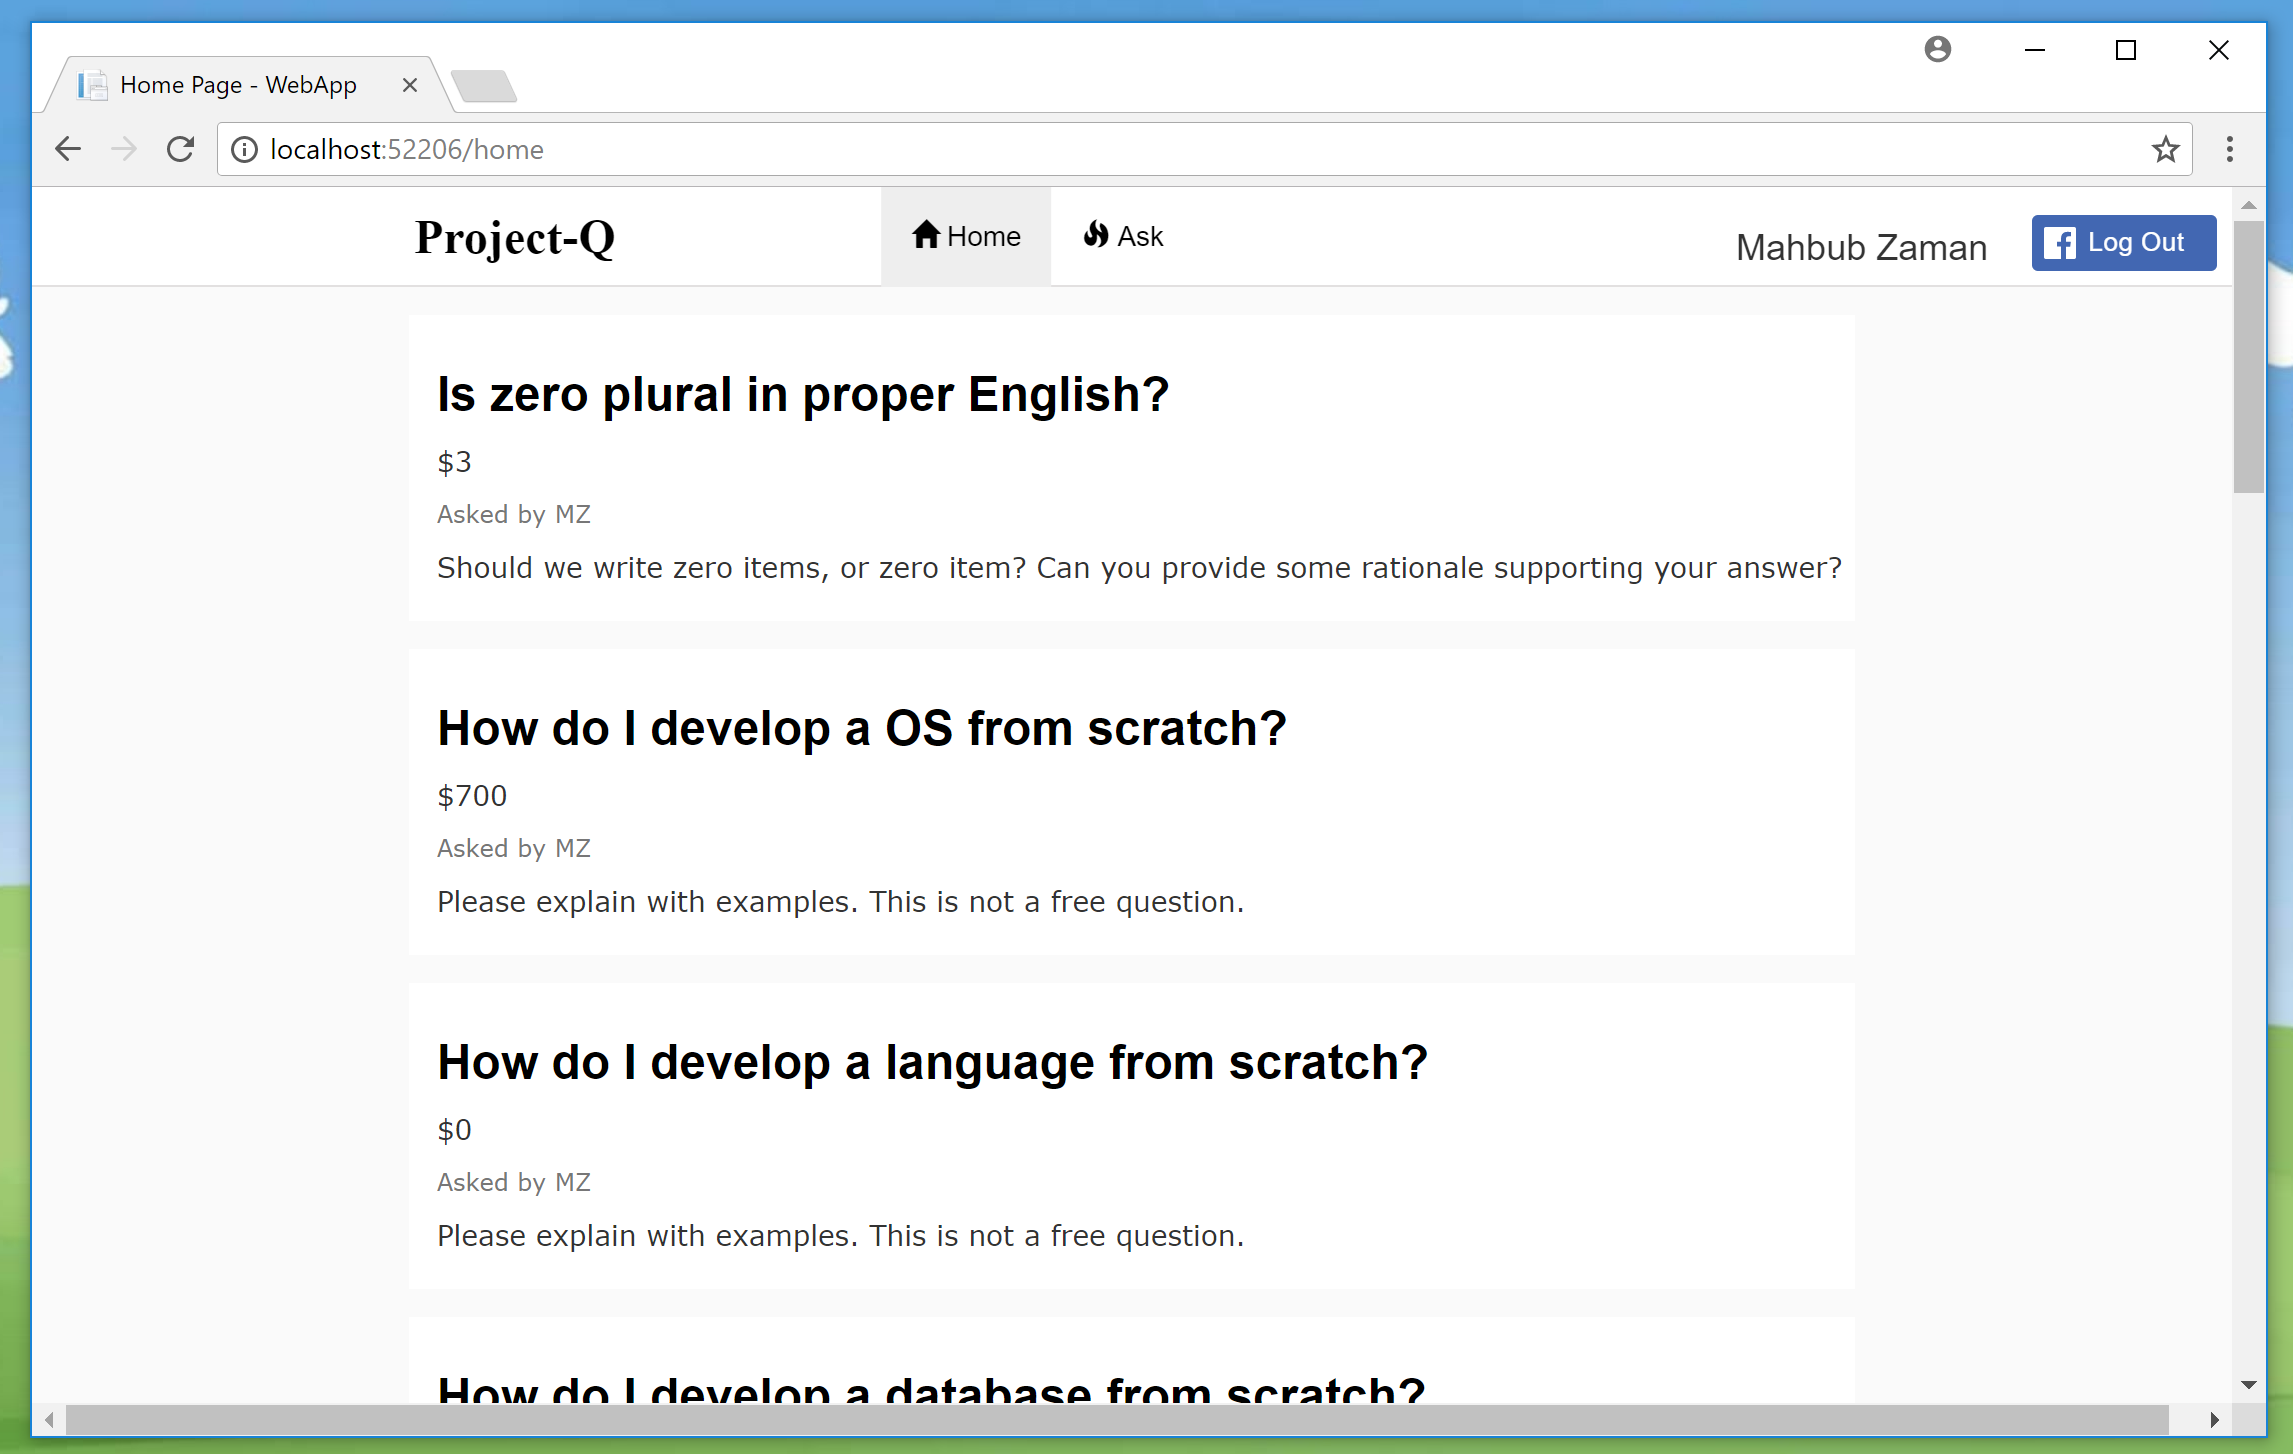 Home Page - WebApp
localhost:52206/home
Project-Q
Home
Ask
Mahbub Zaman
Log Out
Is zero plural in proper English?
$3
Asked by MZ
Should we write zero items, or zero item? Can you provide some rationale supporting your answer?
How do I develop a OS from scratch?
$700
Asked by MZ
Please explain with examples. This is not a free question.
How do I develop a language from scratch?
$0
Asked by MZ
Please explain with examples. This is not a free question.
How do I develop a database from scratch?